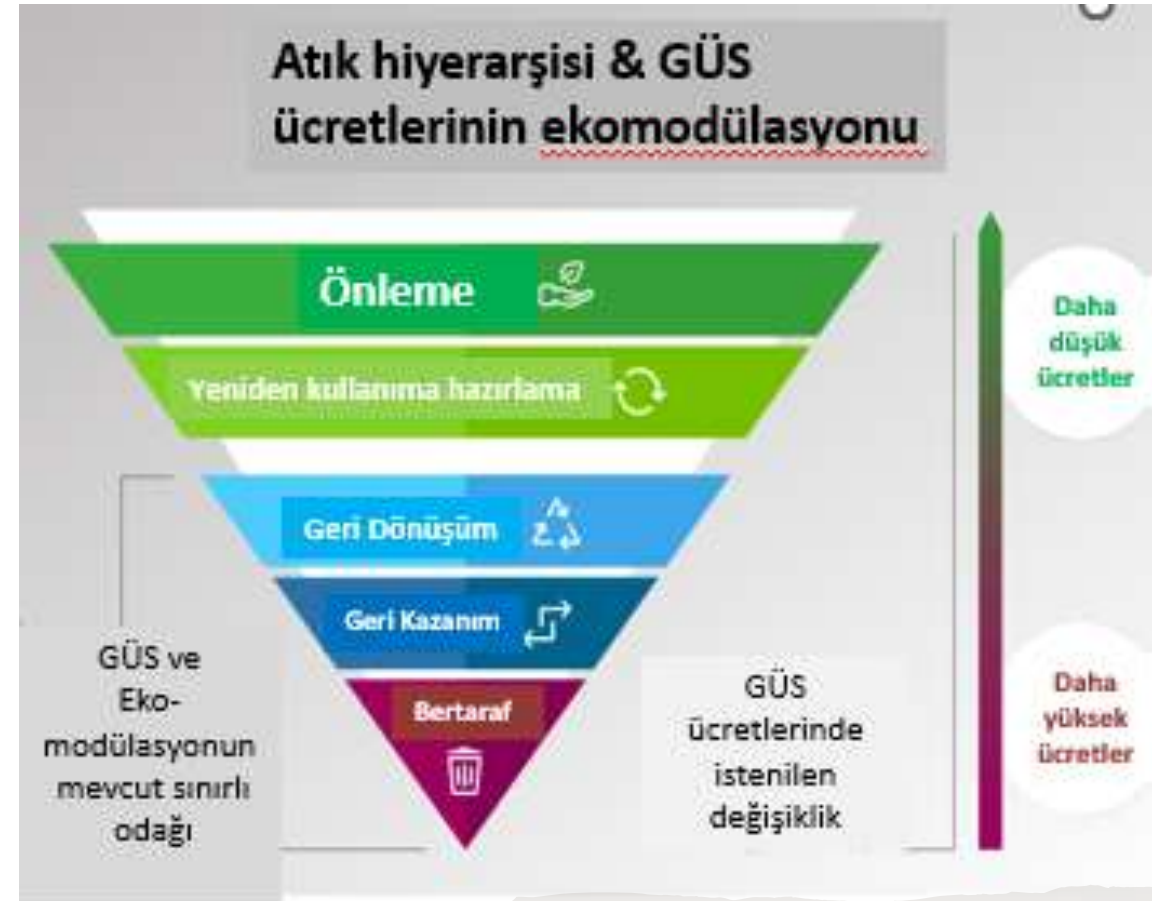 Atık hiyerarşisi & GÜS
ücretlerinin ekomodülasyonu
Önleme
Yeniden kullanıma hazırlama
Geri Dönüşüm
Geri Kazanım
Bertaraf
GÜS ve
Eko-
modülasyonun
mevcut sınırlı
odağı
GÜS
ücretlerinde
istenilen
değişiklik
Daha
düşük
ücretler
Daha
yüksek
ücretler